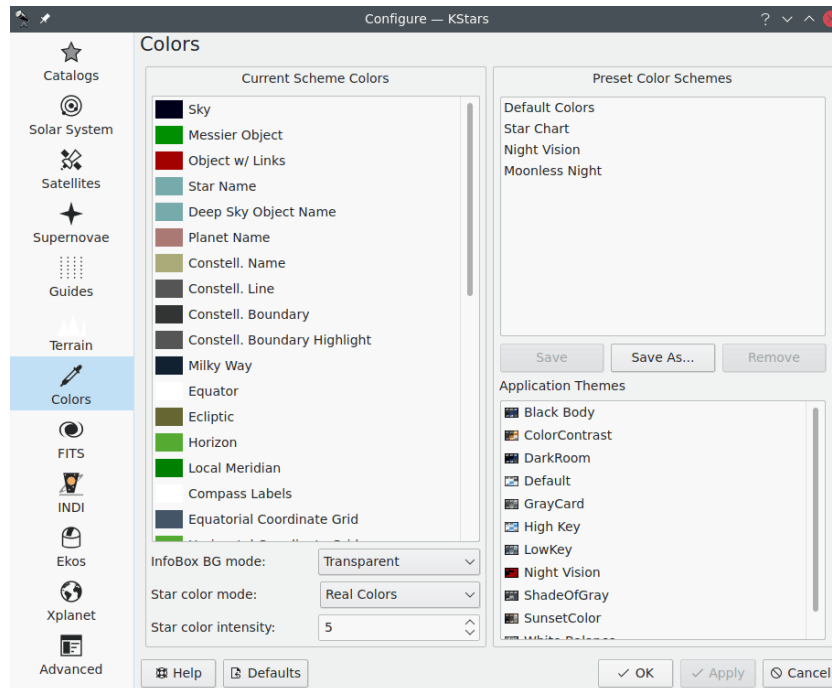 Configure — KStars
Catalogs
Solar System
Satellites
Supernovae
Guides
Terrain
Colors
FITS
INDI
Ekos
Xplanet
Advanced
Colors
Current Scheme Colors
Sky
Messier Object
Object w/ Links
Star Name
Deep Sky Object Name
Planet Name
Constell. Name
Constell. Line
Constell. Boundary
Constell. Boundary Highlight
Milky Way
Equator
Ecliptic
Horizon
Local Meridian
Compass Labels
Equatorial Coordinate Grid
InfoBox BG mode: Transparent
Star color mode: Real Colors
Star color intensity: 5
Preset Color Schemes
Default Colors
Star Chart
Night Vision
Moonless Night
Save Save As... Remove
Application Themes
Black Body
ColorContrast
DarkRoom
Default
GrayCard
High Key
LowKey
Night Vision
ShadeOfGray
SunsetColor
White Balance
Help Defaults OK Apply Cancel